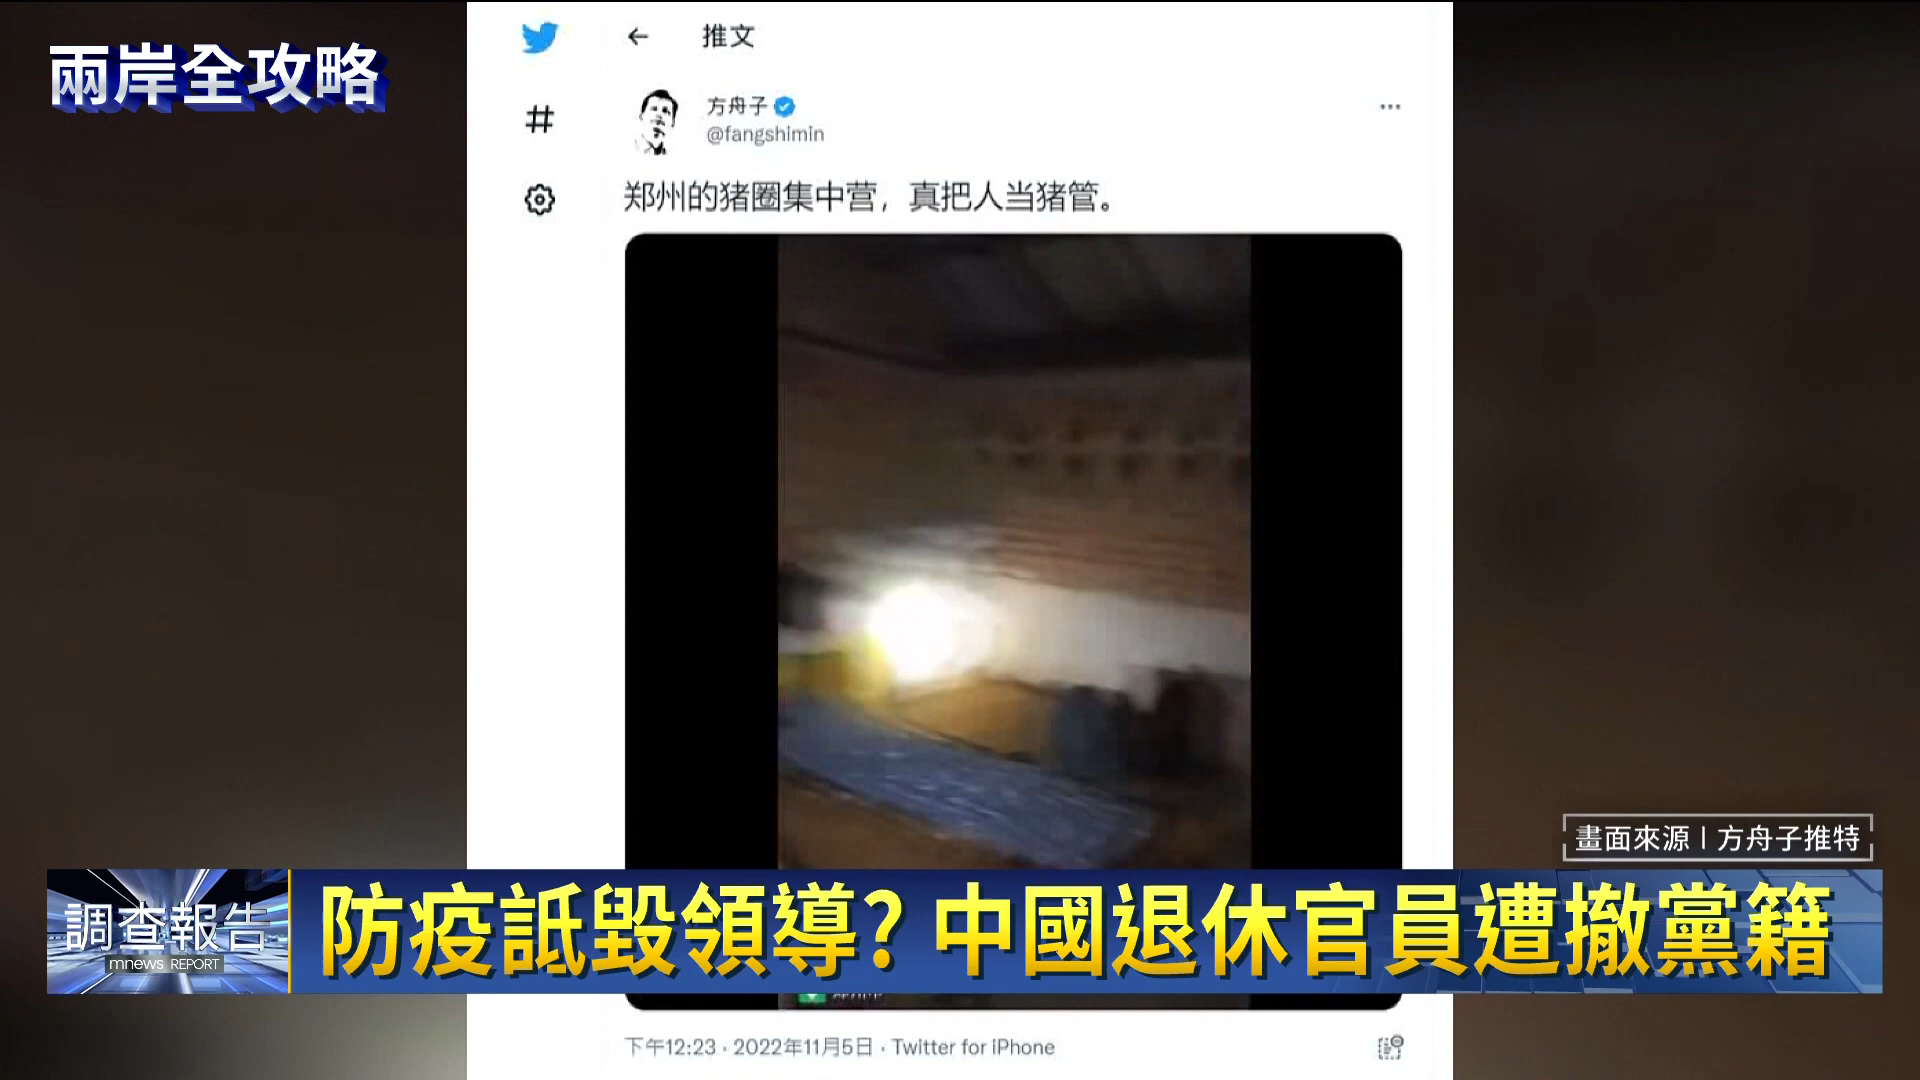 兩岸全攻略
推文
方舟子
@fangshimin
郑州的猪圈集中营，真把人当猪管。
畫面來源｜方舟子推特
調查報告
mnews REPORT
防疫詆毀領導? 中國退休官員遭撤黨籍
下午12:23 · 2022年11月5日 · Twitter for iPhone